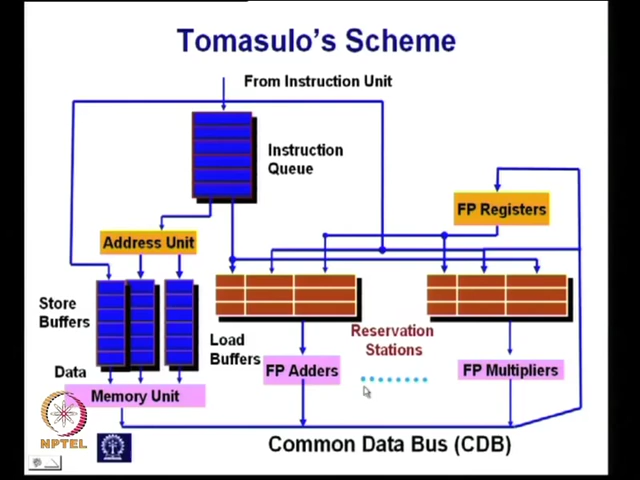 Tomasulo's Scheme
From Instruction Unit
Instruction
Queue
FP Registers
Address Unit
Store
Buffers
Load
Buffers
Reservation
Stations
Data
FP Adders
FP Multipliers
Memory Unit
NPTEL
Common Data Bus (CDB)